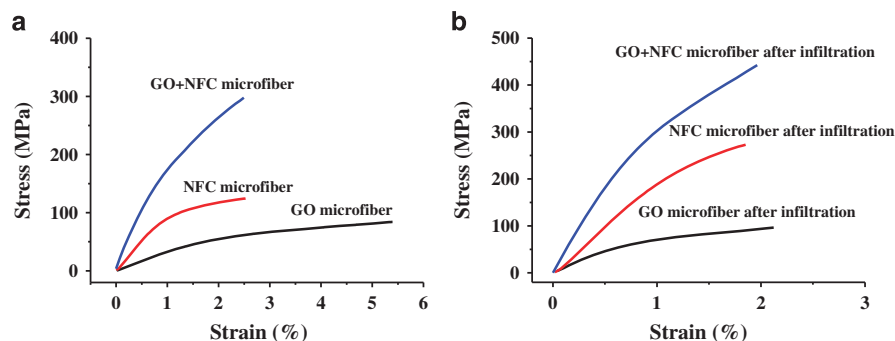 a
400
300
200
100
0
Stress (MPa)
GO+NFC microfiber
NFC microfiber
GO microfiber
0 1 2 3 4 5 6
Strain (%)
b
500
400
300
200
100
0
Stress (MPa)
GO+NFC microfiber after infiltration
NFC microfiber after infiltration
GO microfiber after infiltration
0 1 2 3
Strain (%)